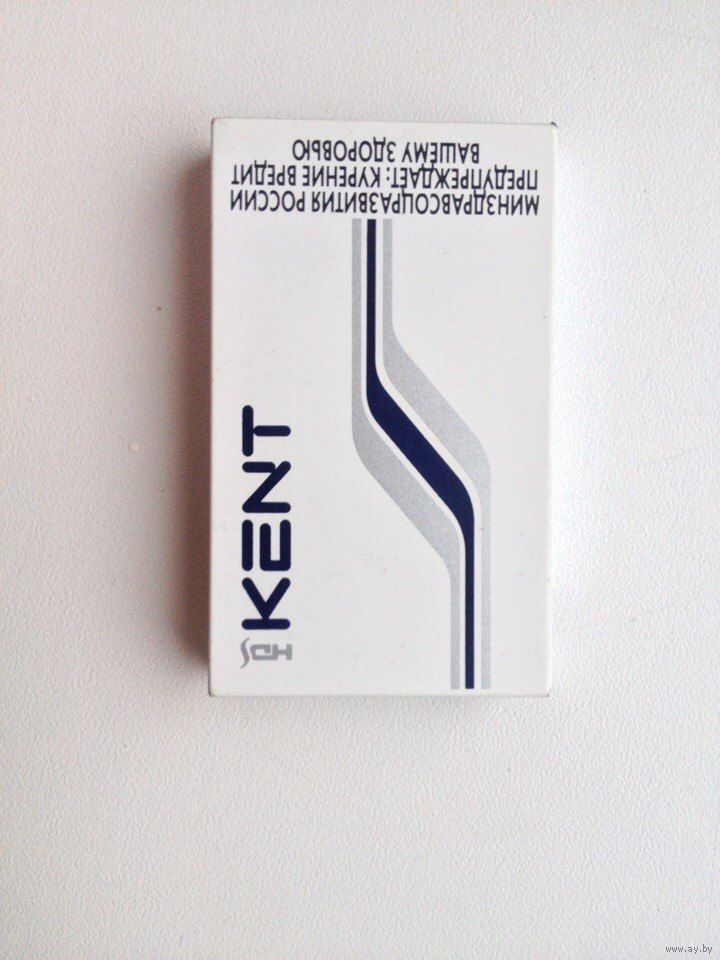 МИНЗДРАВСОЦРАЗВИТИЯ РОССИИ
ПРЕДУПРЕЖДАЕТ: КУРЕНИЕ ВРЕДИТ
ВАШЕМУ ЗДОРОВЬЮ
KENT
www.ay.by